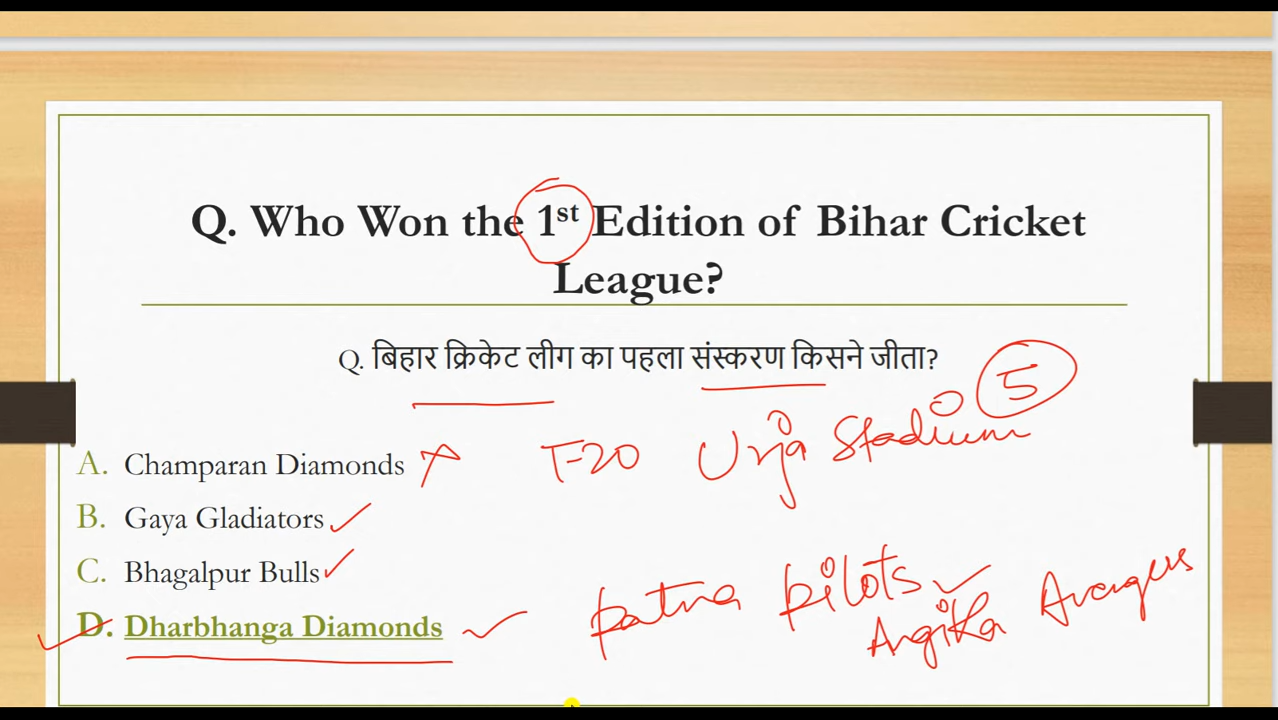 Q. Who Won the 1st Edition of Bihar Cricket
League?
Q. बिहार क्रिकेट लीग का पहला संस्करण किसने जीता?
5
A. Champaran Diamonds
T-20 Urja Stadium
B. Gaya Gladiators
C. Bhagalpur Bulls
Patna Pilots
D. Dharbhanga Diamonds
Angika Avengers